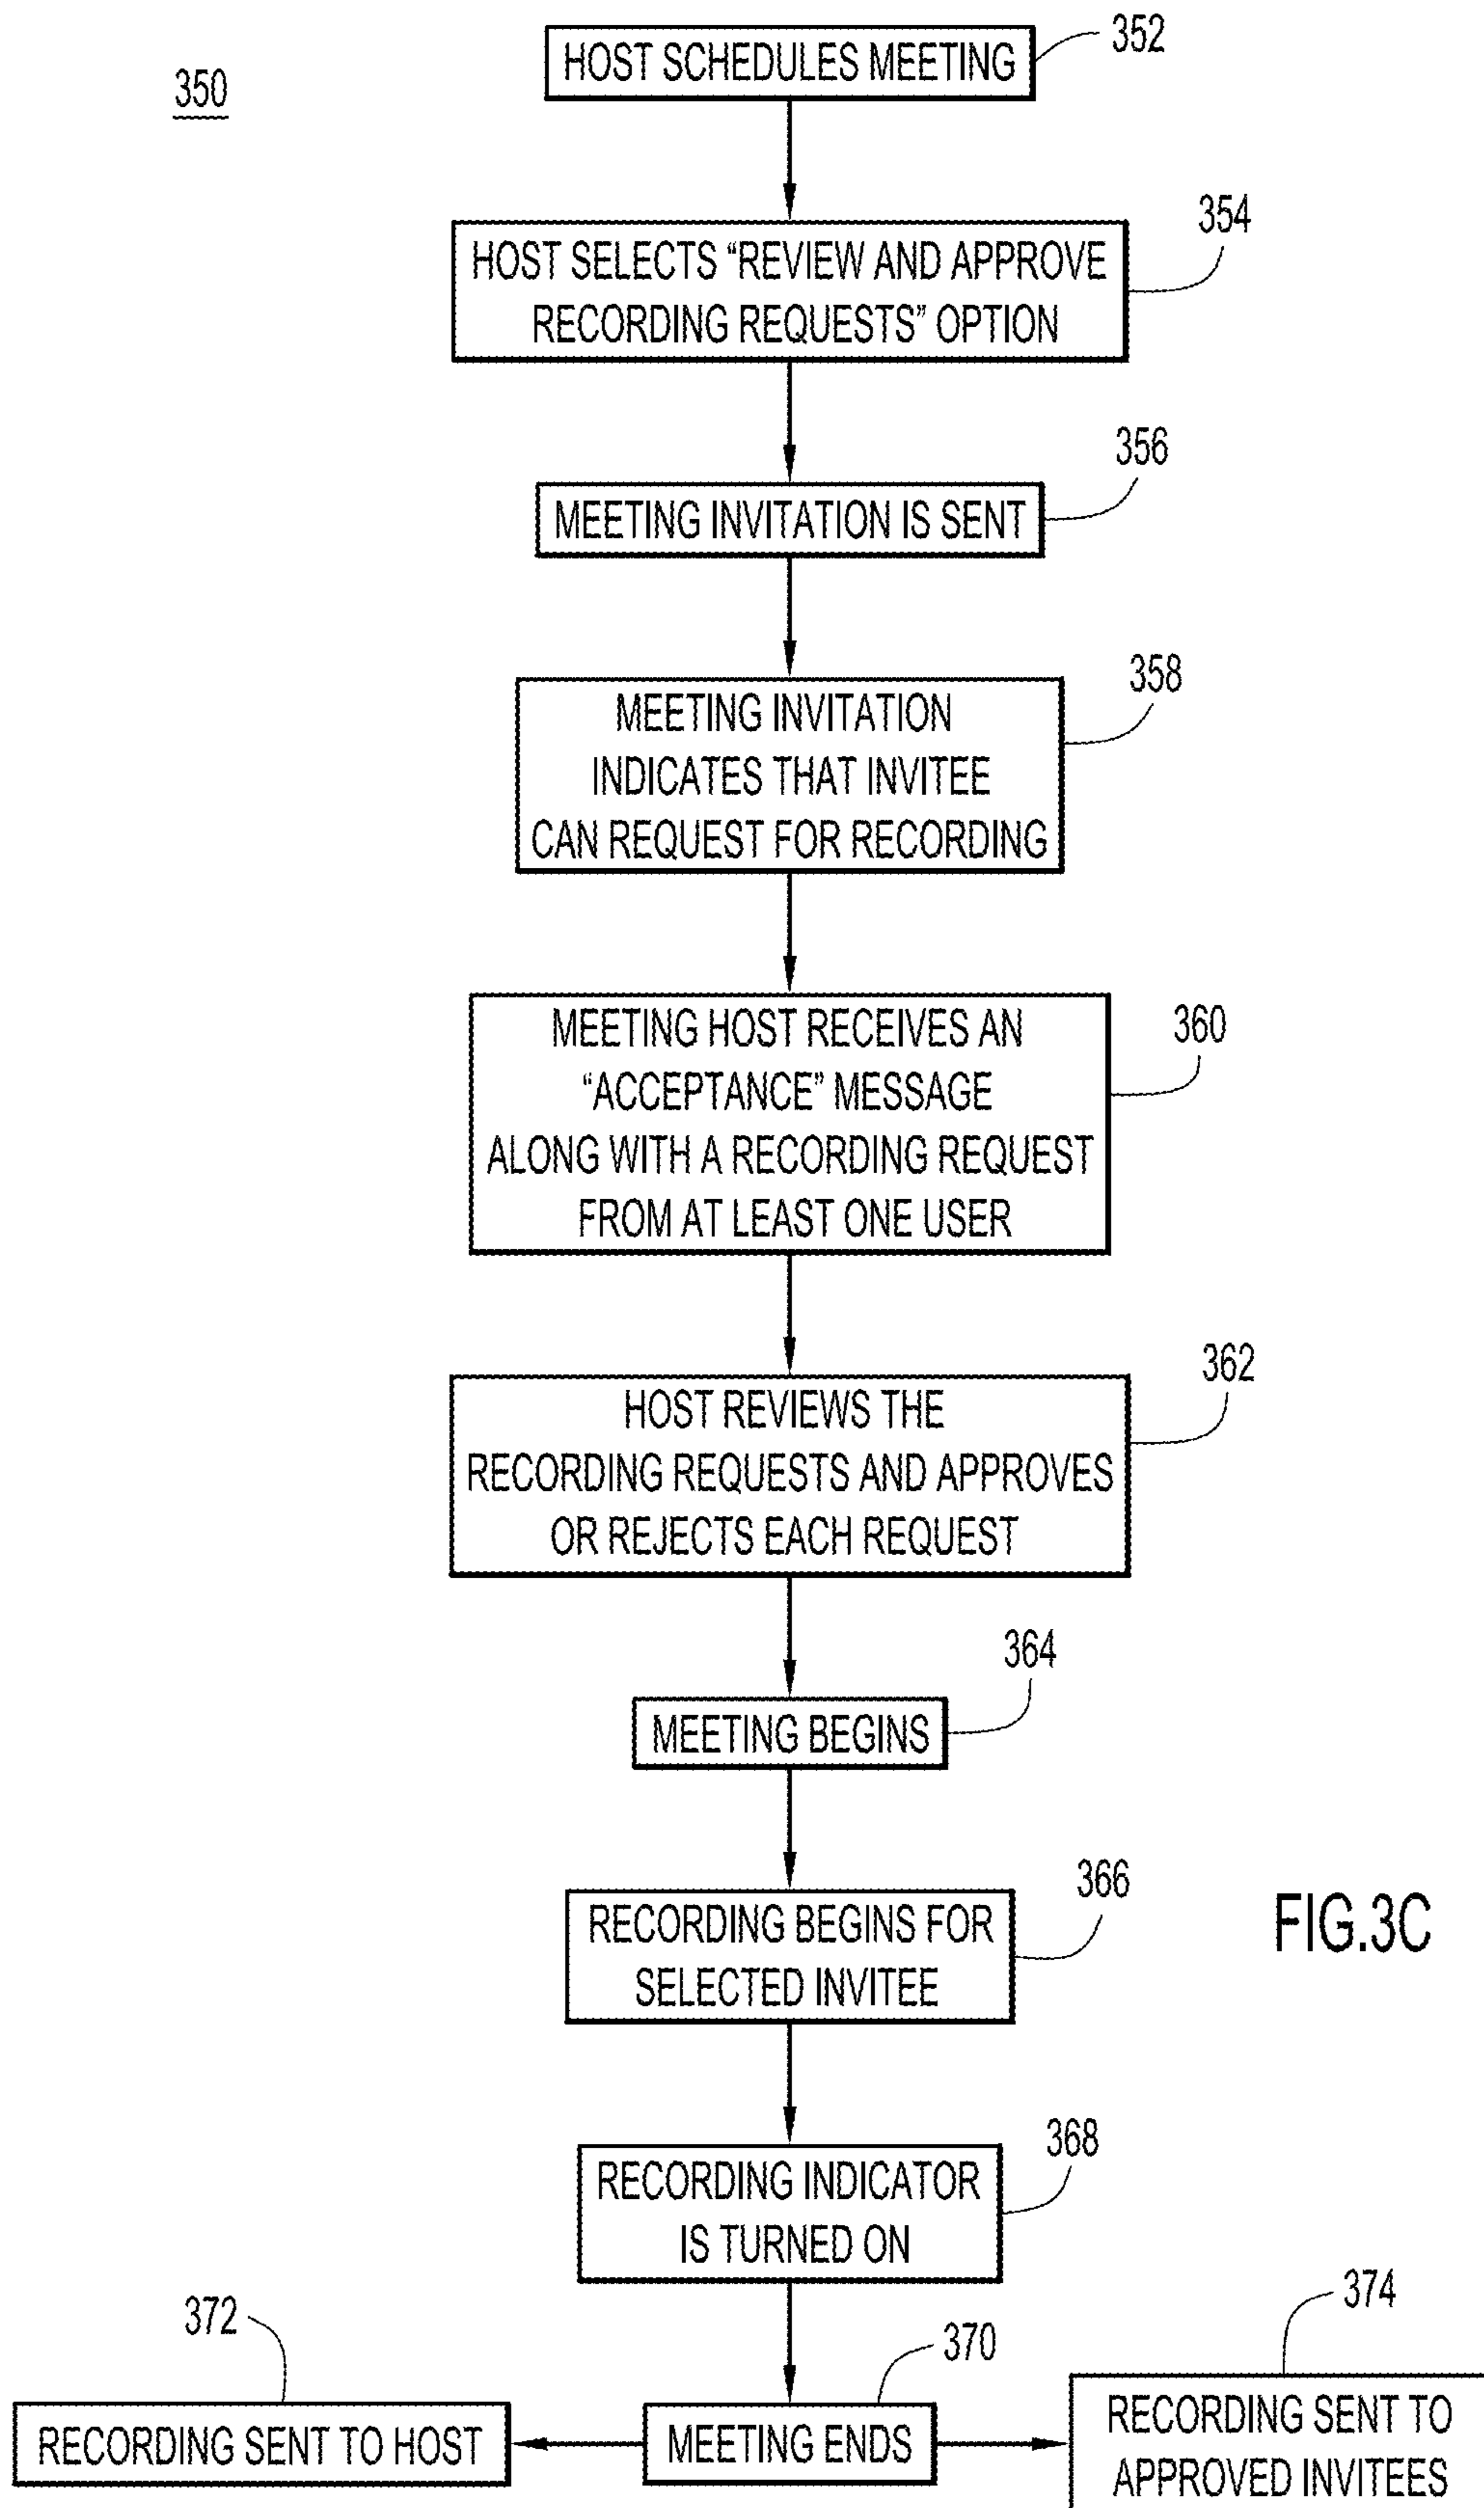 350
HOST SCHEDULES MEETING
352
HOST SELECTS “REVIEW AND APPROVE
RECORDING REQUESTS” OPTION
354
MEETING INVITATION IS SENT
356
MEETING INVITATION
INDICATES THAT INVITEE
CAN REQUEST FOR RECORDING
358
MEETING HOST RECEIVES AN
“ACCEPTANCE” MESSAGE
ALONG WITH A RECORDING REQUEST
FROM AT LEAST ONE USER
360
HOST REVIEWS THE
RECORDING REQUESTS AND APPROVES
OR REJECTS EACH REQUEST
362
MEETING BEGINS
364
RECORDING BEGINS FOR
SELECTED INVITEE
366
FIG.3C
RECORDING INDICATOR
IS TURNED ON
368
372
RECORDING SENT TO HOST
370
MEETING ENDS
374
RECORDING SENT TO
APPROVED INVITEES